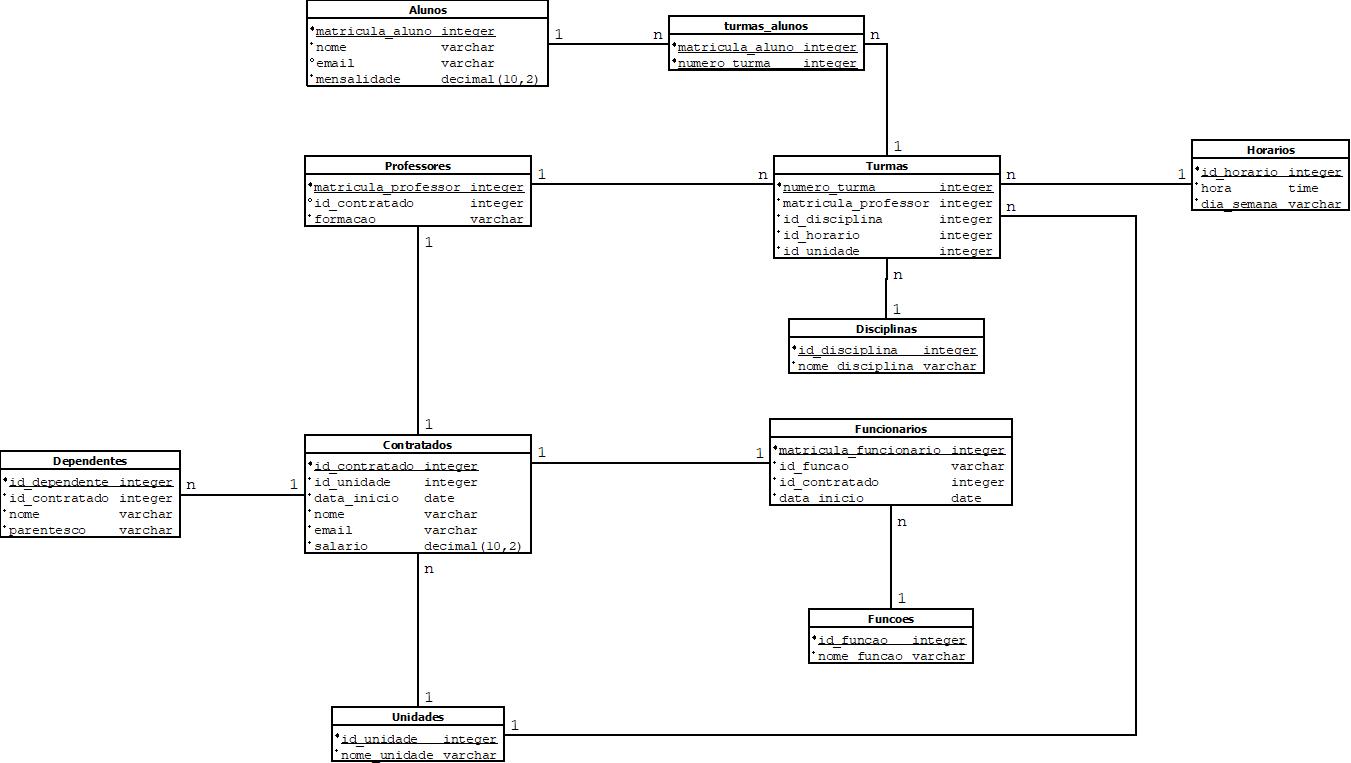 Alunos
matricula_aluno integer
nome varchar
email varchar
mensalidade decimal(10,2)
1 n
turmas_alunos
matricula_aluno integer
numero_turma integer
n
1
Professores
matricula_professor integer
id_contratado integer
formacao varchar
1 n
Turmas
numero_turma integer
matricula_professor integer
id_disciplina integer
id_horario integer
id_unidade integer
n 1
n
Horarios
id_horario integer
hora time
dia_semana varchar
n
1
Disciplinas
id_disciplina integer
nome_disciplina varchar
1
1
Dependentes
id_dependente integer
id_contratado integer
nome varchar
parentesco varchar
n 1
Contratados
id_contratado integer
id_unidade integer
data_inicio date
nome varchar
email varchar
salario decimal(10,2)
1 1
Funcionarios
matricula_funcionario integer
id_funcao varchar
id_contratado integer
data_inicio date
n
1
Funcoes
id_funcao integer
nome_funcao varchar
n
1
Unidades
id_unidade integer
nome_unidade varchar
1